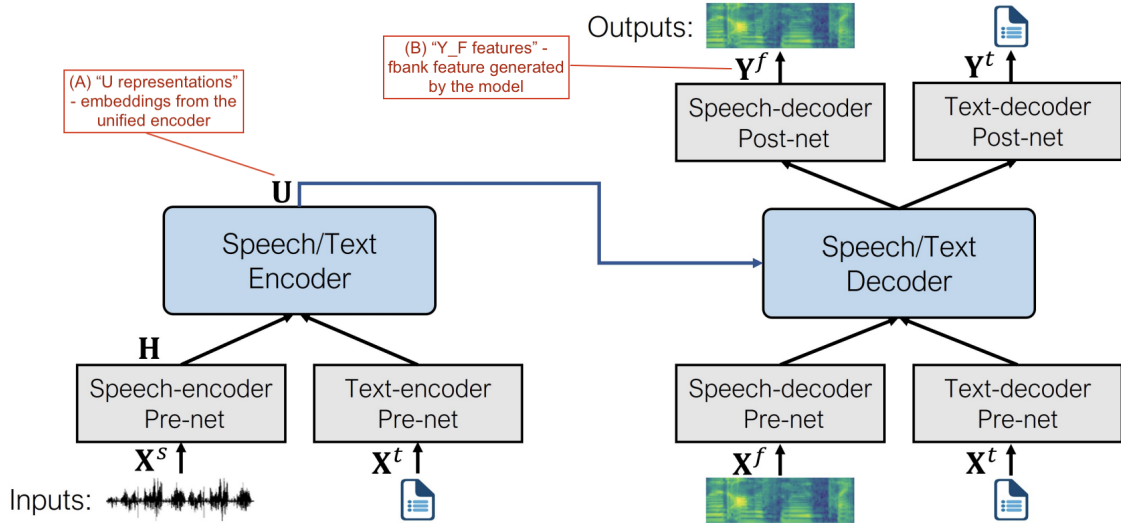 Outputs:
(A) “U representations”
- embeddings from the
unified encoder
(B) “Y_F features” -
fbank feature generated
by the model
Y^f
Y^t
Speech-decoder
Post-net
Text-decoder
Post-net
U
Speech/Text
Encoder
Speech/Text
Decoder
H
Speech-encoder
Pre-net
Text-encoder
Pre-net
Speech-decoder
Pre-net
Text-decoder
Pre-net
X^s
X^t
X^f
X^t
Inputs: